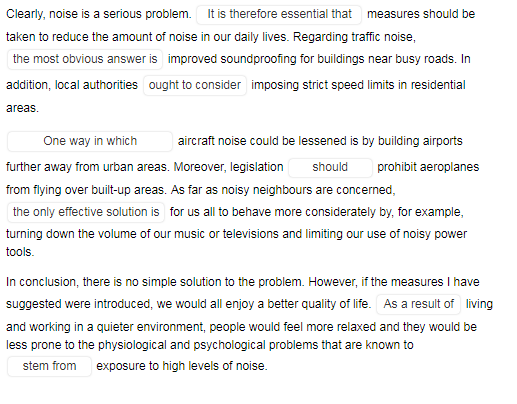 Clearly, noise is a serious problem. It is therefore essential that measures should be
taken to reduce the amount of noise in our daily lives. Regarding traffic noise,
the most obvious answer is improved soundproofing for buildings near busy roads. In
addition, local authorities ought to consider imposing strict speed limits in residential
areas.
One way in which aircraft noise could be lessened is by building airports
further away from urban areas. Moreover, legislation should prohibit aeroplanes
from flying over built-up areas. As far as noisy neighbours are concerned,
the only effective solution is for us all to behave more considerately by, for example,
turning down the volume of our music or televisions and limiting our use of noisy power
tools.
In conclusion, there is no simple solution to the problem. However, if the measures I have
suggested were introduced, we would all enjoy a better quality of life. As a result of living
and working in a quieter environment, people would feel more relaxed and they would be
less prone to the physiological and psychological problems that are known to
stem from exposure to high levels of noise.